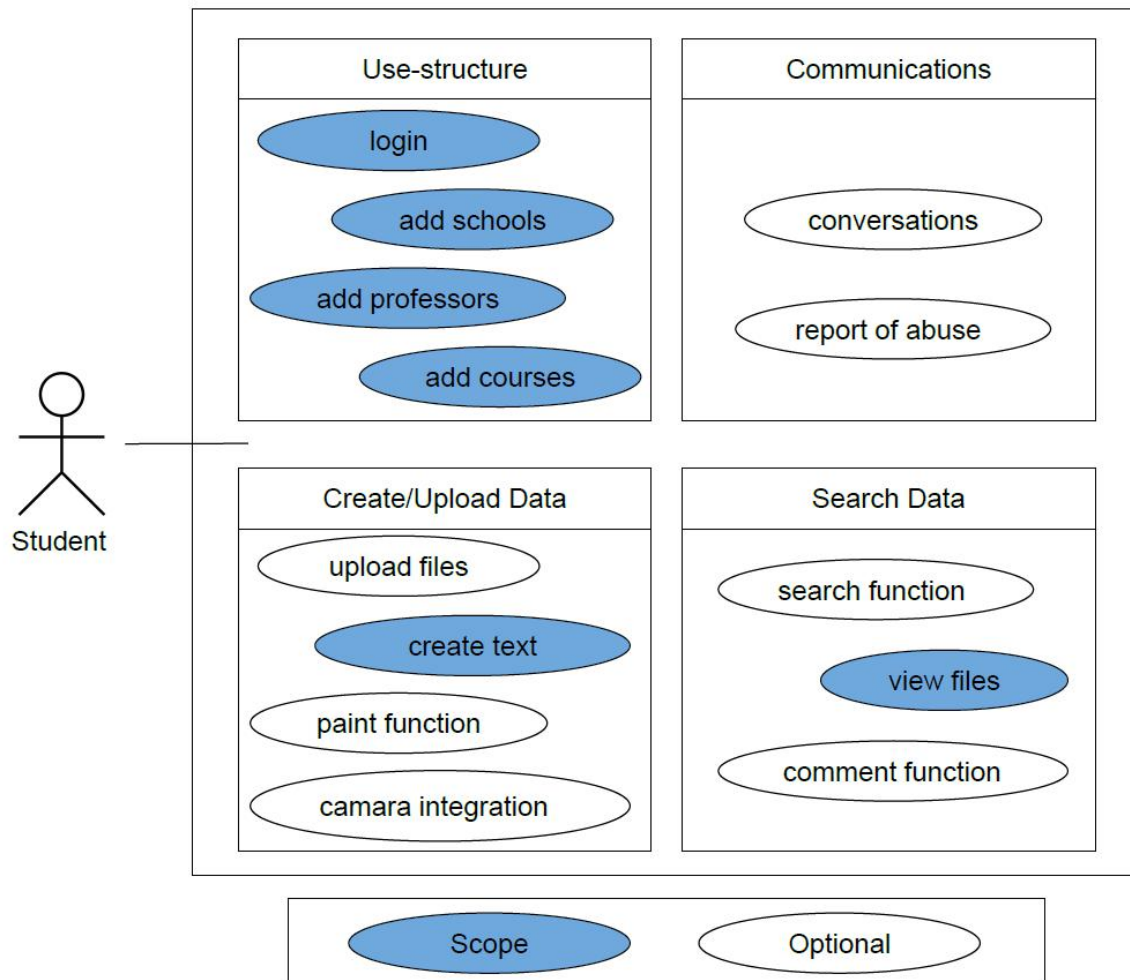 Use-structure
login
add schools
add professors
add courses
Communications
conversations
report of abuse
Student
Create/Upload Data
upload files
create text
paint function
camara integration
Search Data
search function
view files
comment function
Scope
Optional